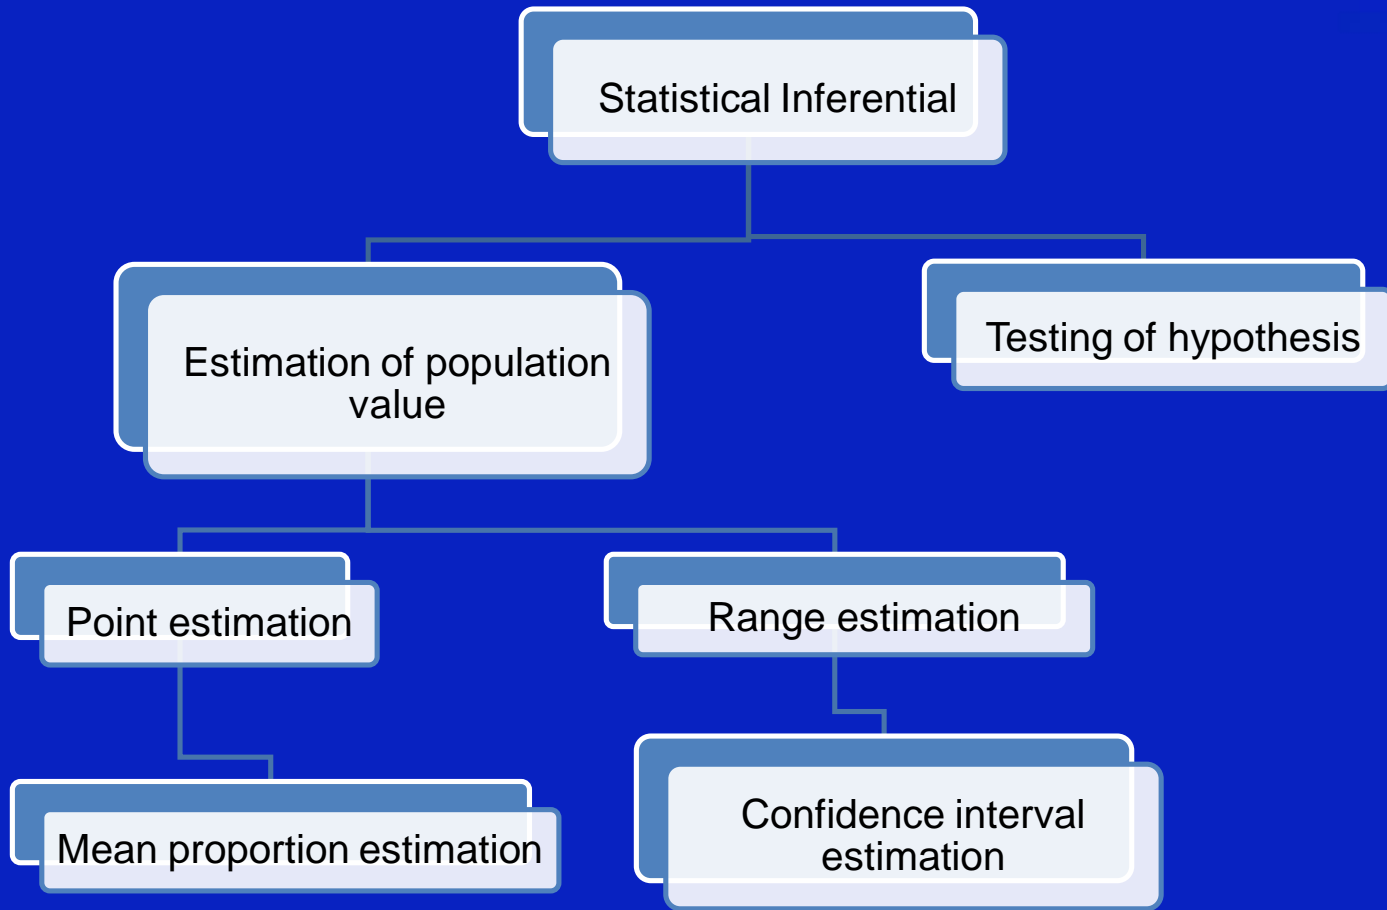 Statistical Inferential
Estimation of population
value
Testing of hypothesis
Point estimation
Range estimation
Mean proportion estimation
Confidence interval
estimation